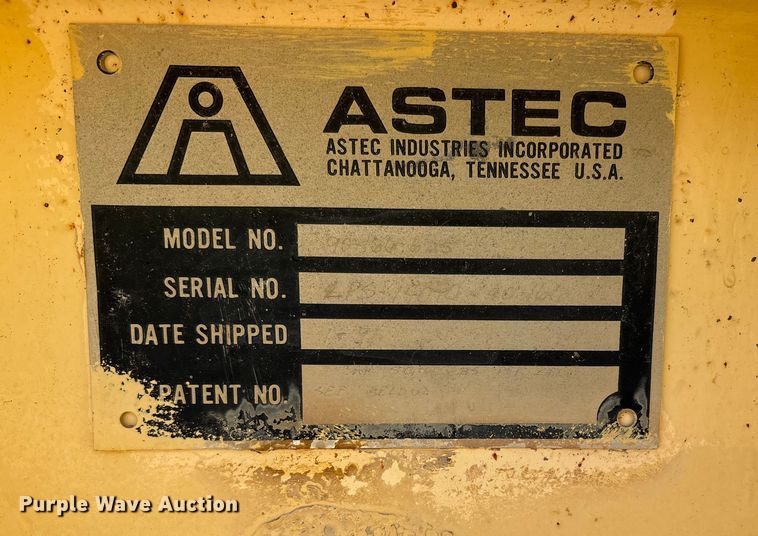 ASTEC
ASTEC INDUSTRIES INCORPORATED
CHATTANOOGA, TENNESSEE U.S.A.
MODEL NO.
SERIAL NO.
DATE SHIPPED
PATENT NO.
Purple Wave Auction